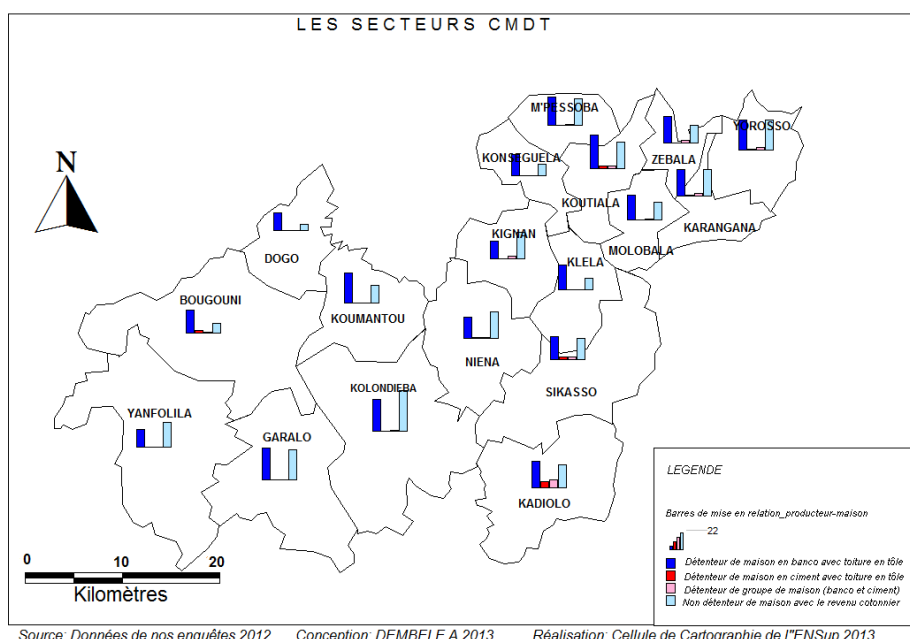 LES SECTEURS CMDT
N
M'PESSOBA
YOROSSO
KONSEGUELA
ZEBALA
KOUTIALA
KARANGANA
KIGNAN
MOLOBALA
KLELA
DOGO
BOUGOUNI
KOUMANTOU
NIENA
SIKASSO
KOLONDIEBA
YANFOLILA
GARALO
KADIOLO
LEGENDE
Barres de mise en relation_producteur-maison
22
Détenteur de maison en banco avec toiture en tôle
Détenteur de maison en ciment avec toiture en tôle
Détenteur de groupe de maison (banco et ciment)
Non détenteur de maison avec le revenu cotonnier
0 10 20
Kilomètres
Source: Données de nos enquêtes 2012 Conception: DEMBELE A 2013 Réalisation: Cellule de Cartographie de l"ENSup 2013